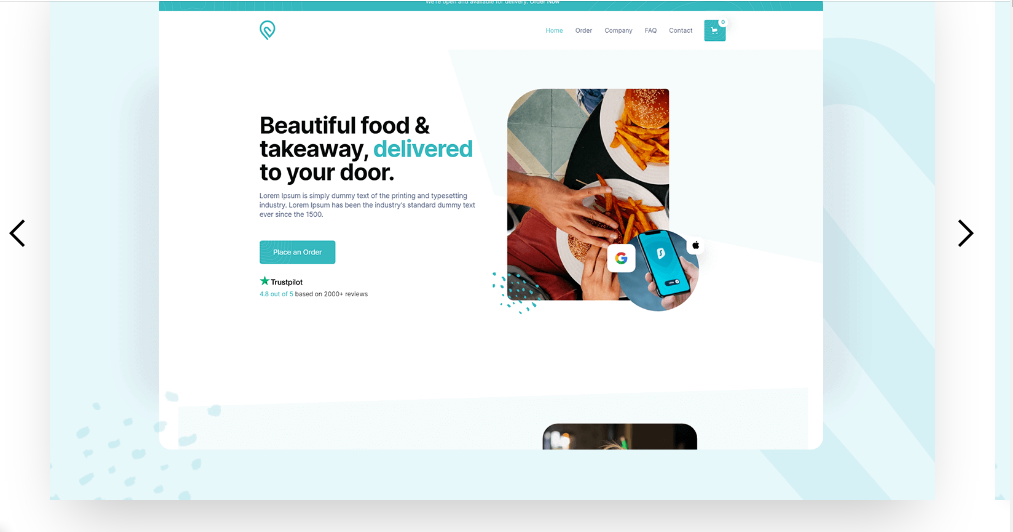 We're open and available for delivery. Order Now
Home Order Company FAQ Contact 0
Beautiful food &
takeaway, delivered
to your door.
Lorem Ipsum is simply dummy text of the printing and typesetting
industry. Lorem Ipsum has been the industry's standard dummy text
ever since the 1500.
Place an Order
Trustpilot
4.8 out of 5 based on 2000+ reviews
G